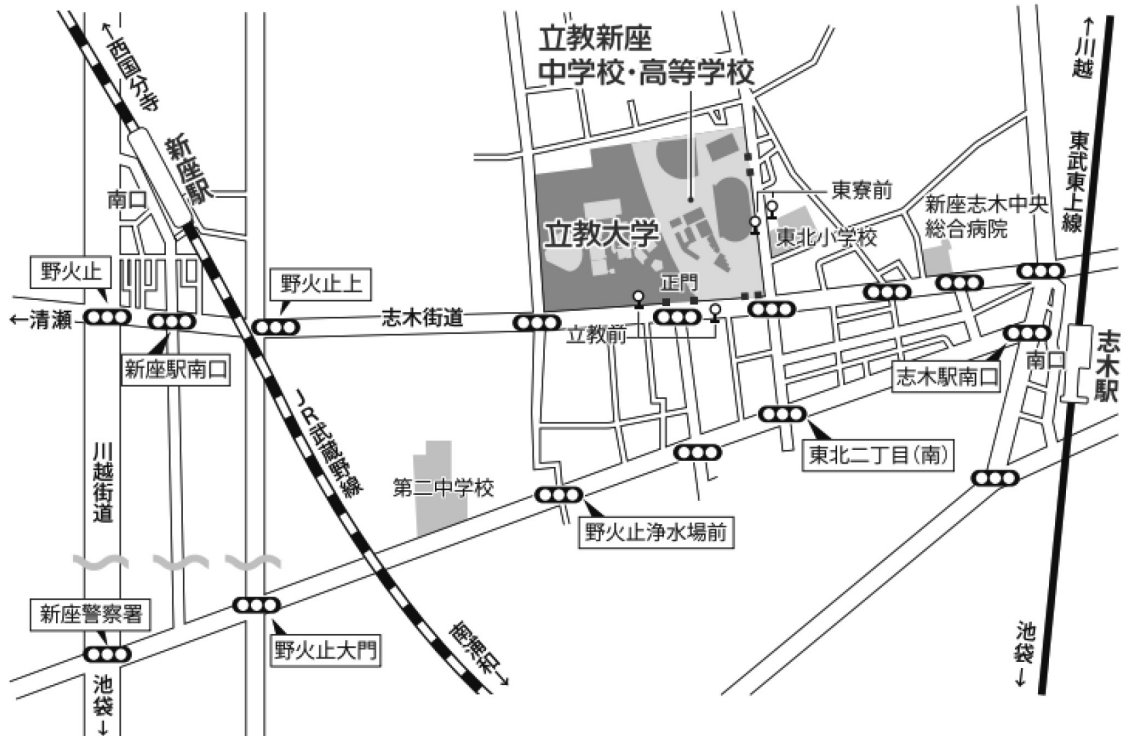 ←西国分寺
新座駅
南口
立教新座
中学校・高等学校
↑川越
東武東上線
東寮前
新座志木中央
総合病院
東北小学校
立教大学
正門
野火止
野火止上
←清瀬
志木街道
立教前
新座駅南口
志木駅南口
南口
志木駅
JR武蔵野線
川越街道
第二中学校
東北二丁目(南)
野火止浄水場前
新座警察署
野火止大門
南浦和→
池袋→
池袋→